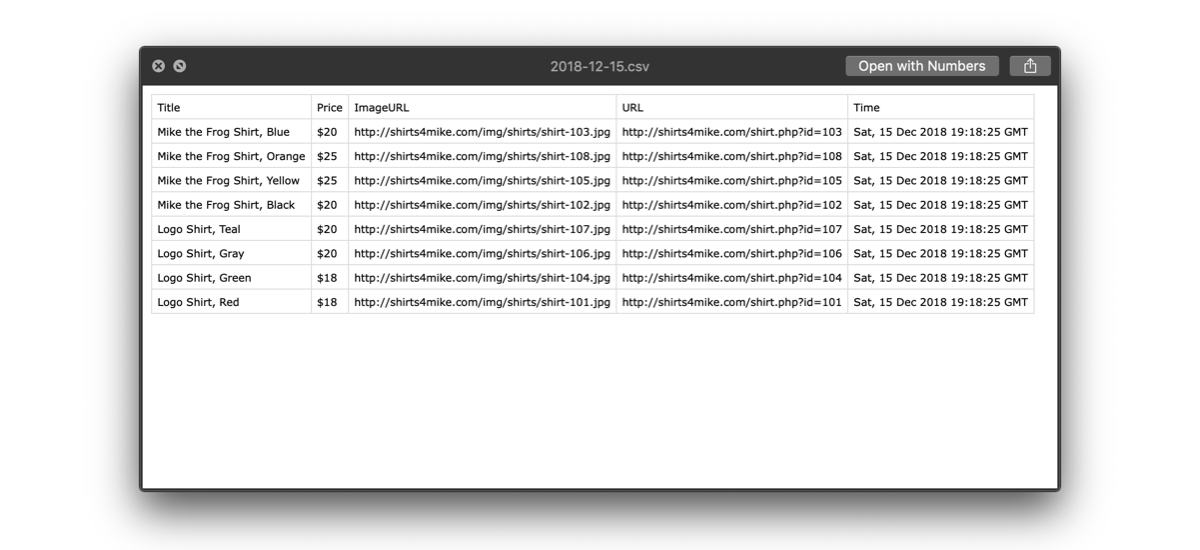 2018-12-15.csv Open with Numbers
Title Price ImageURL URL Time
Mike the Frog Shirt, Blue $20 http://shirts4mike.com/img/shirts/shirt-103.jpg http://shirts4mike.com/shirt.php?id=103 Sat, 15 Dec 2018 19:18:25 GMT
Mike the Frog Shirt, Orange $25 http://shirts4mike.com/img/shirts/shirt-108.jpg http://shirts4mike.com/shirt.php?id=108 Sat, 15 Dec 2018 19:18:25 GMT
Mike the Frog Shirt, Yellow $25 http://shirts4mike.com/img/shirts/shirt-105.jpg http://shirts4mike.com/shirt.php?id=105 Sat, 15 Dec 2018 19:18:25 GMT
Mike the Frog Shirt, Black $20 http://shirts4mike.com/img/shirts/shirt-102.jpg http://shirts4mike.com/shirt.php?id=102 Sat, 15 Dec 2018 19:18:25 GMT
Logo Shirt, Teal $20 http://shirts4mike.com/img/shirts/shirt-107.jpg http://shirts4mike.com/shirt.php?id=107 Sat, 15 Dec 2018 19:18:25 GMT
Logo Shirt, Gray $20 http://shirts4mike.com/img/shirts/shirt-106.jpg http://shirts4mike.com/shirt.php?id=106 Sat, 15 Dec 2018 19:18:25 GMT
Logo Shirt, Green $18 http://shirts4mike.com/img/shirts/shirt-104.jpg http://shirts4mike.com/shirt.php?id=104 Sat, 15 Dec 2018 19:18:25 GMT
Logo Shirt, Red $18 http://shirts4mike.com/img/shirts/shirt-101.jpg http://shirts4mike.com/shirt.php?id=101 Sat, 15 Dec 2018 19:18:25 GMT